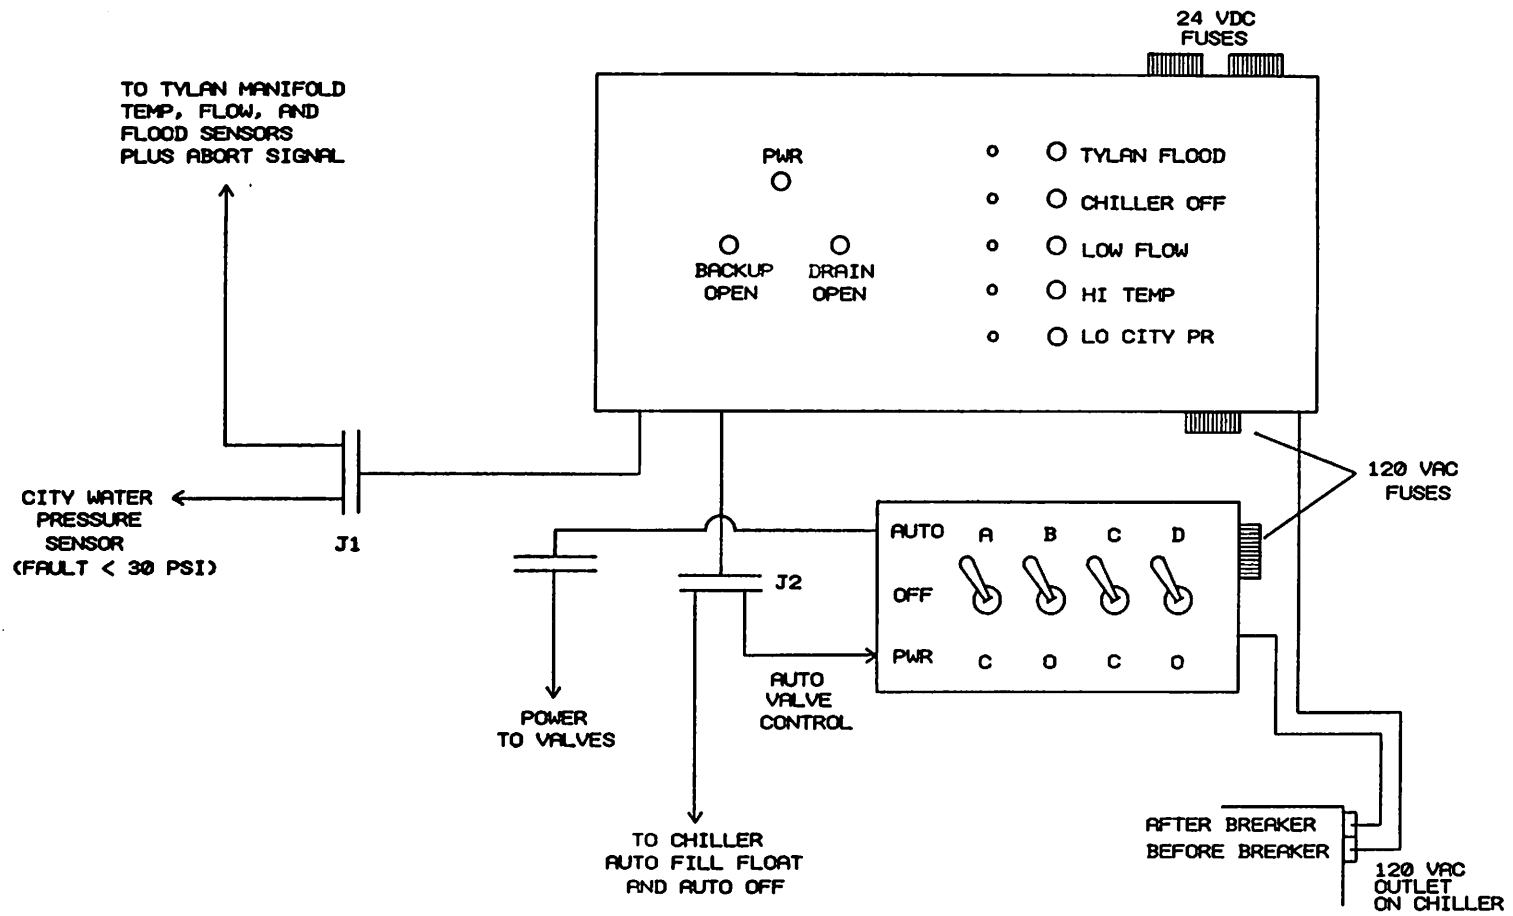 24 VDC
FUSES
TO TYLAN MANIFOLD
TEMP, FLOW, AND
FLOOD SENSORS
PLUS ABORT SIGNAL
PWR
BACKUP
OPEN
DRAIN
OPEN
TYLAN FLOOD
CHILLER OFF
LOW FLOW
HI TEMP
LO CITY PR
CITY WATER
PRESSURE
SENSOR
(FAULT < 30 PSI)
J1
120 VAC
FUSES
AUTO A B C D
OFF
PWR C O C O
J2
AUTO
VALVE
CONTROL
POWER
TO VALVES
TO CHILLER
AUTO FILL FLOAT
AND AUTO OFF
AFTER BREAKER
BEFORE BREAKER
120 VAC
OUTLET
ON CHILLER